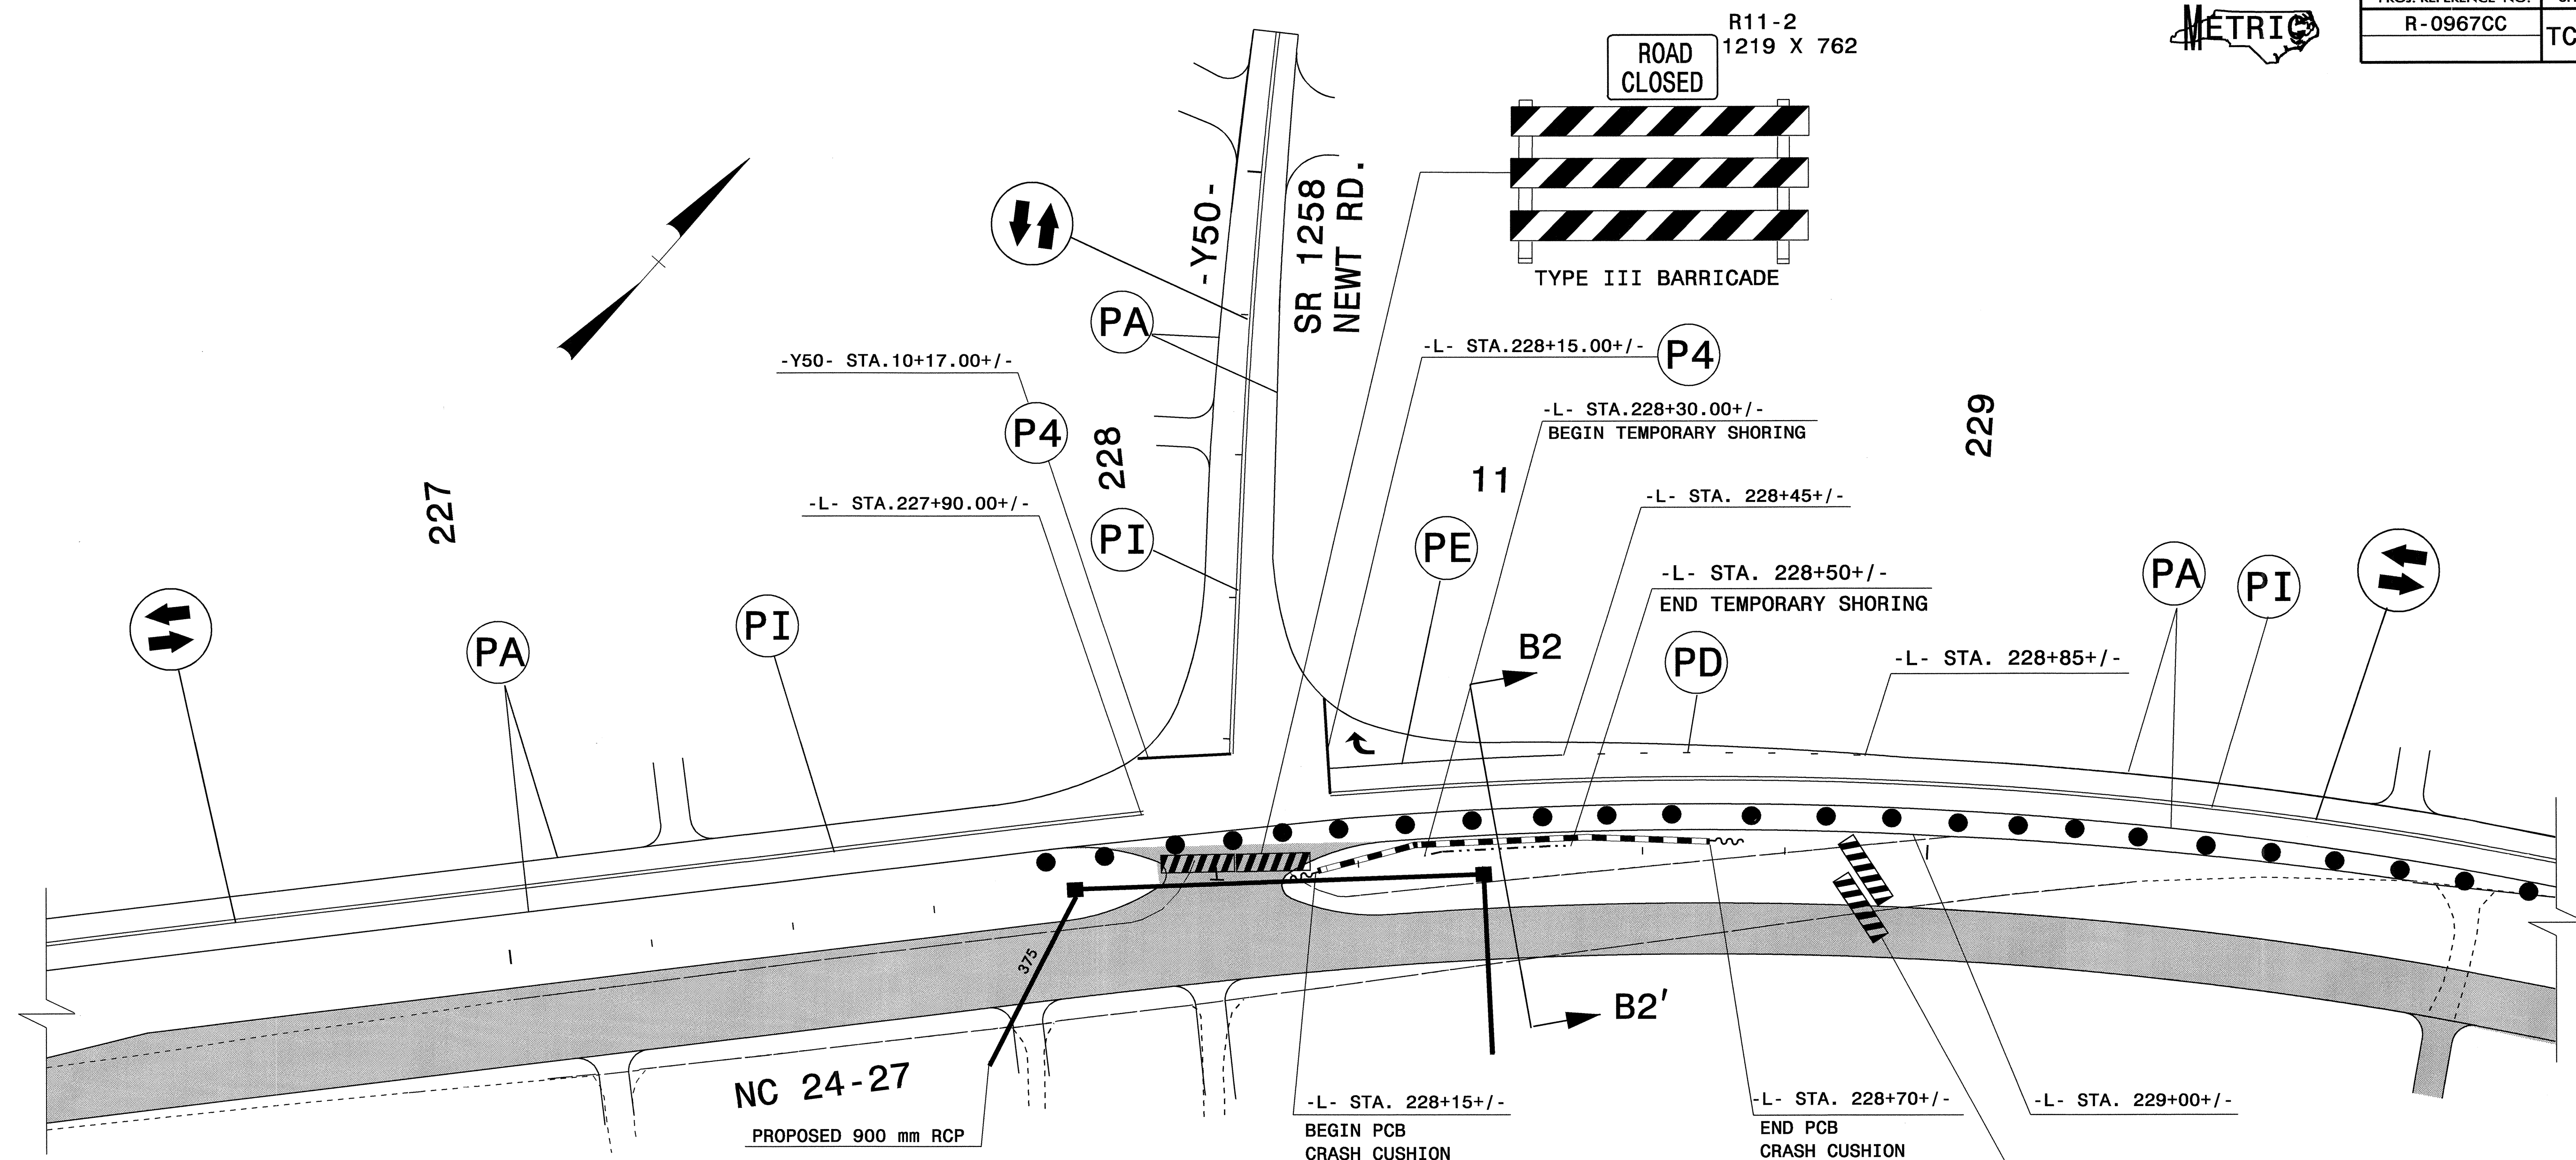 R11-2
1219 X 762
ROAD
CLOSED
METRIC
PROJ. REFERENCE NO.
R-0967CC
TC
TYPE III BARRICADE
-Y50-
SR 1258
NEWT RD.
PA
-Y50- STA.10+17.00+/-
P4
228
-L- STA.227+90.00+/-
PI
227
-L- STA.228+15.00+/-
P4
-L- STA.228+30.00+/-
BEGIN TEMPORARY SHORING
229
11
-L- STA. 228+45+/-
PE
-L- STA. 228+50+/-
END TEMPORARY SHORING
PA
PI
PA
PI
B2
PD
-L- STA. 228+85+/-
375
B2'
NC 24-27
PROPOSED 900 mm RCP
-L- STA. 228+15+/-
BEGIN PCB
CRASH CUSHION
-L- STA. 228+70+/-
END PCB
CRASH CUSHION
-L- STA. 229+00+/-